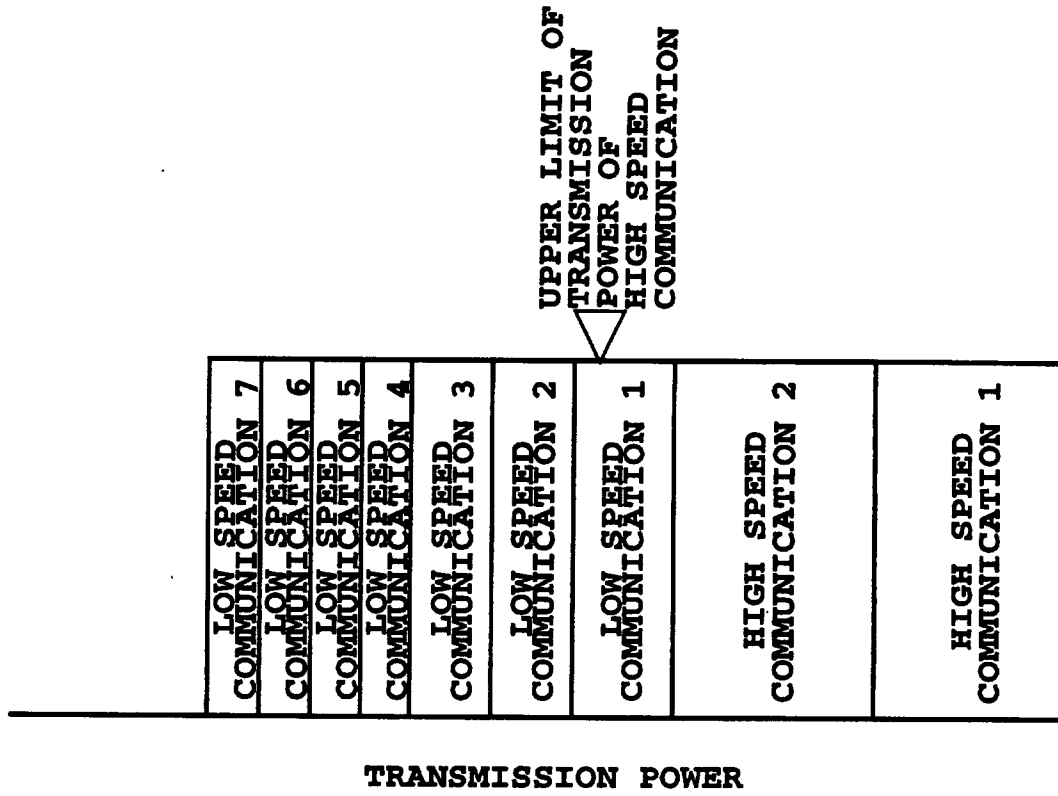 LOW SPEED
COMMUNICATION 7
LOW SPEED
COMMUNICATION 6
LOW SPEED
COMMUNICATION 5
LOW SPEED
COMMUNICATION 4
LOW SPEED
COMMUNICATION 3
LOW SPEED
COMMUNICATION 2
LOW SPEED
COMMUNICATION 1
HIGH SPEED
COMMUNICATION 2
HIGH SPEED
COMMUNICATION 1
UPPER LIMIT OF
TRANSMISSION
POWER OF
HIGH SPEED
COMMUNICATION
TRANSMISSION POWER